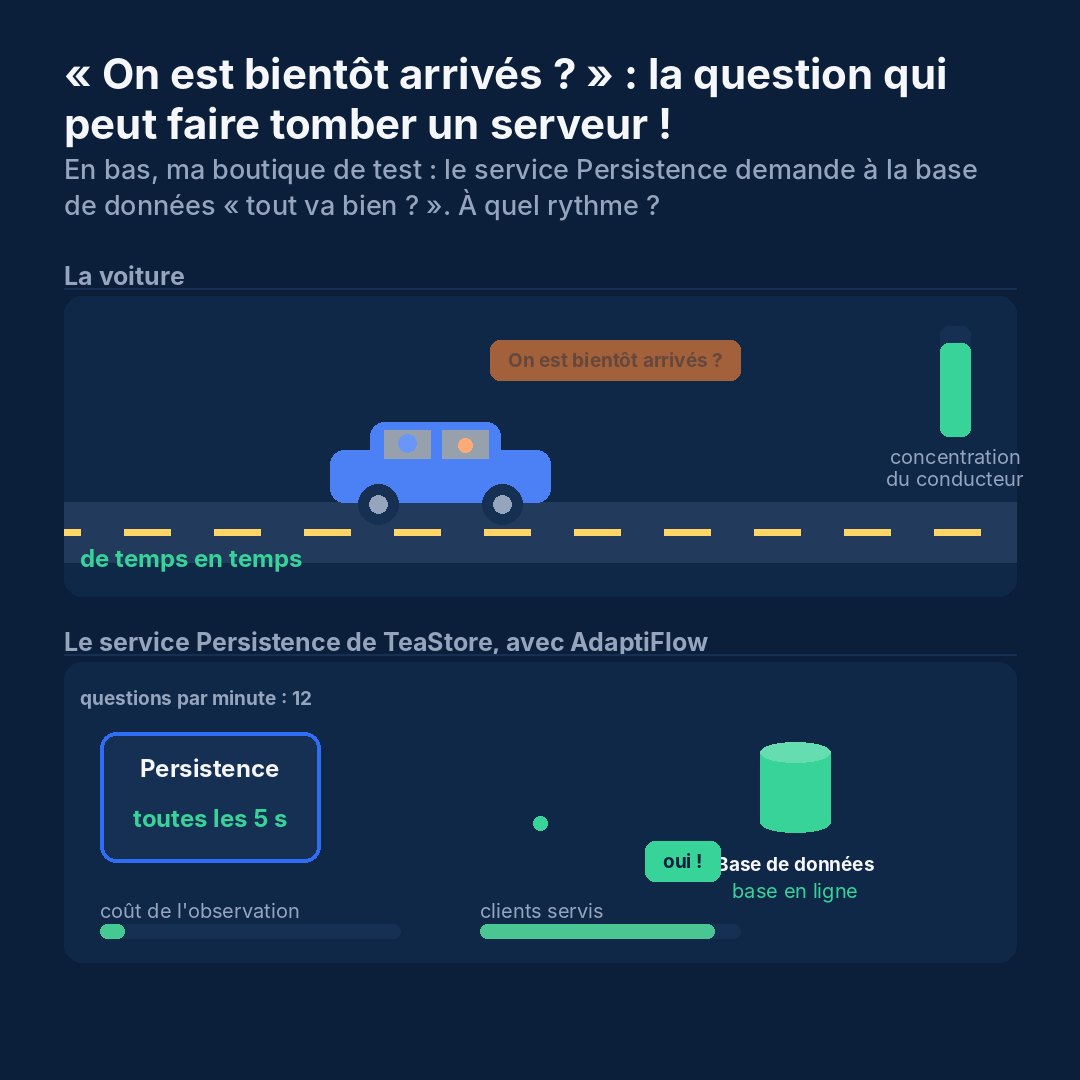 « On est bientôt arrivés ? » : la question qui
peut faire tomber un serveur !
En bas, ma boutique de test : le service Persistence demande à la base
de données « tout va bien ? ». À quel rythme ?
La voiture
On est bientôt arrivés ?
concentration
du conducteur
de temps en temps
Le service Persistence de TeaStore, avec AdaptiFlow
questions par minute : 12
Persistence
toutes les 5 s
oui !
Base de données
base en ligne
coût de l'observation
clients servis